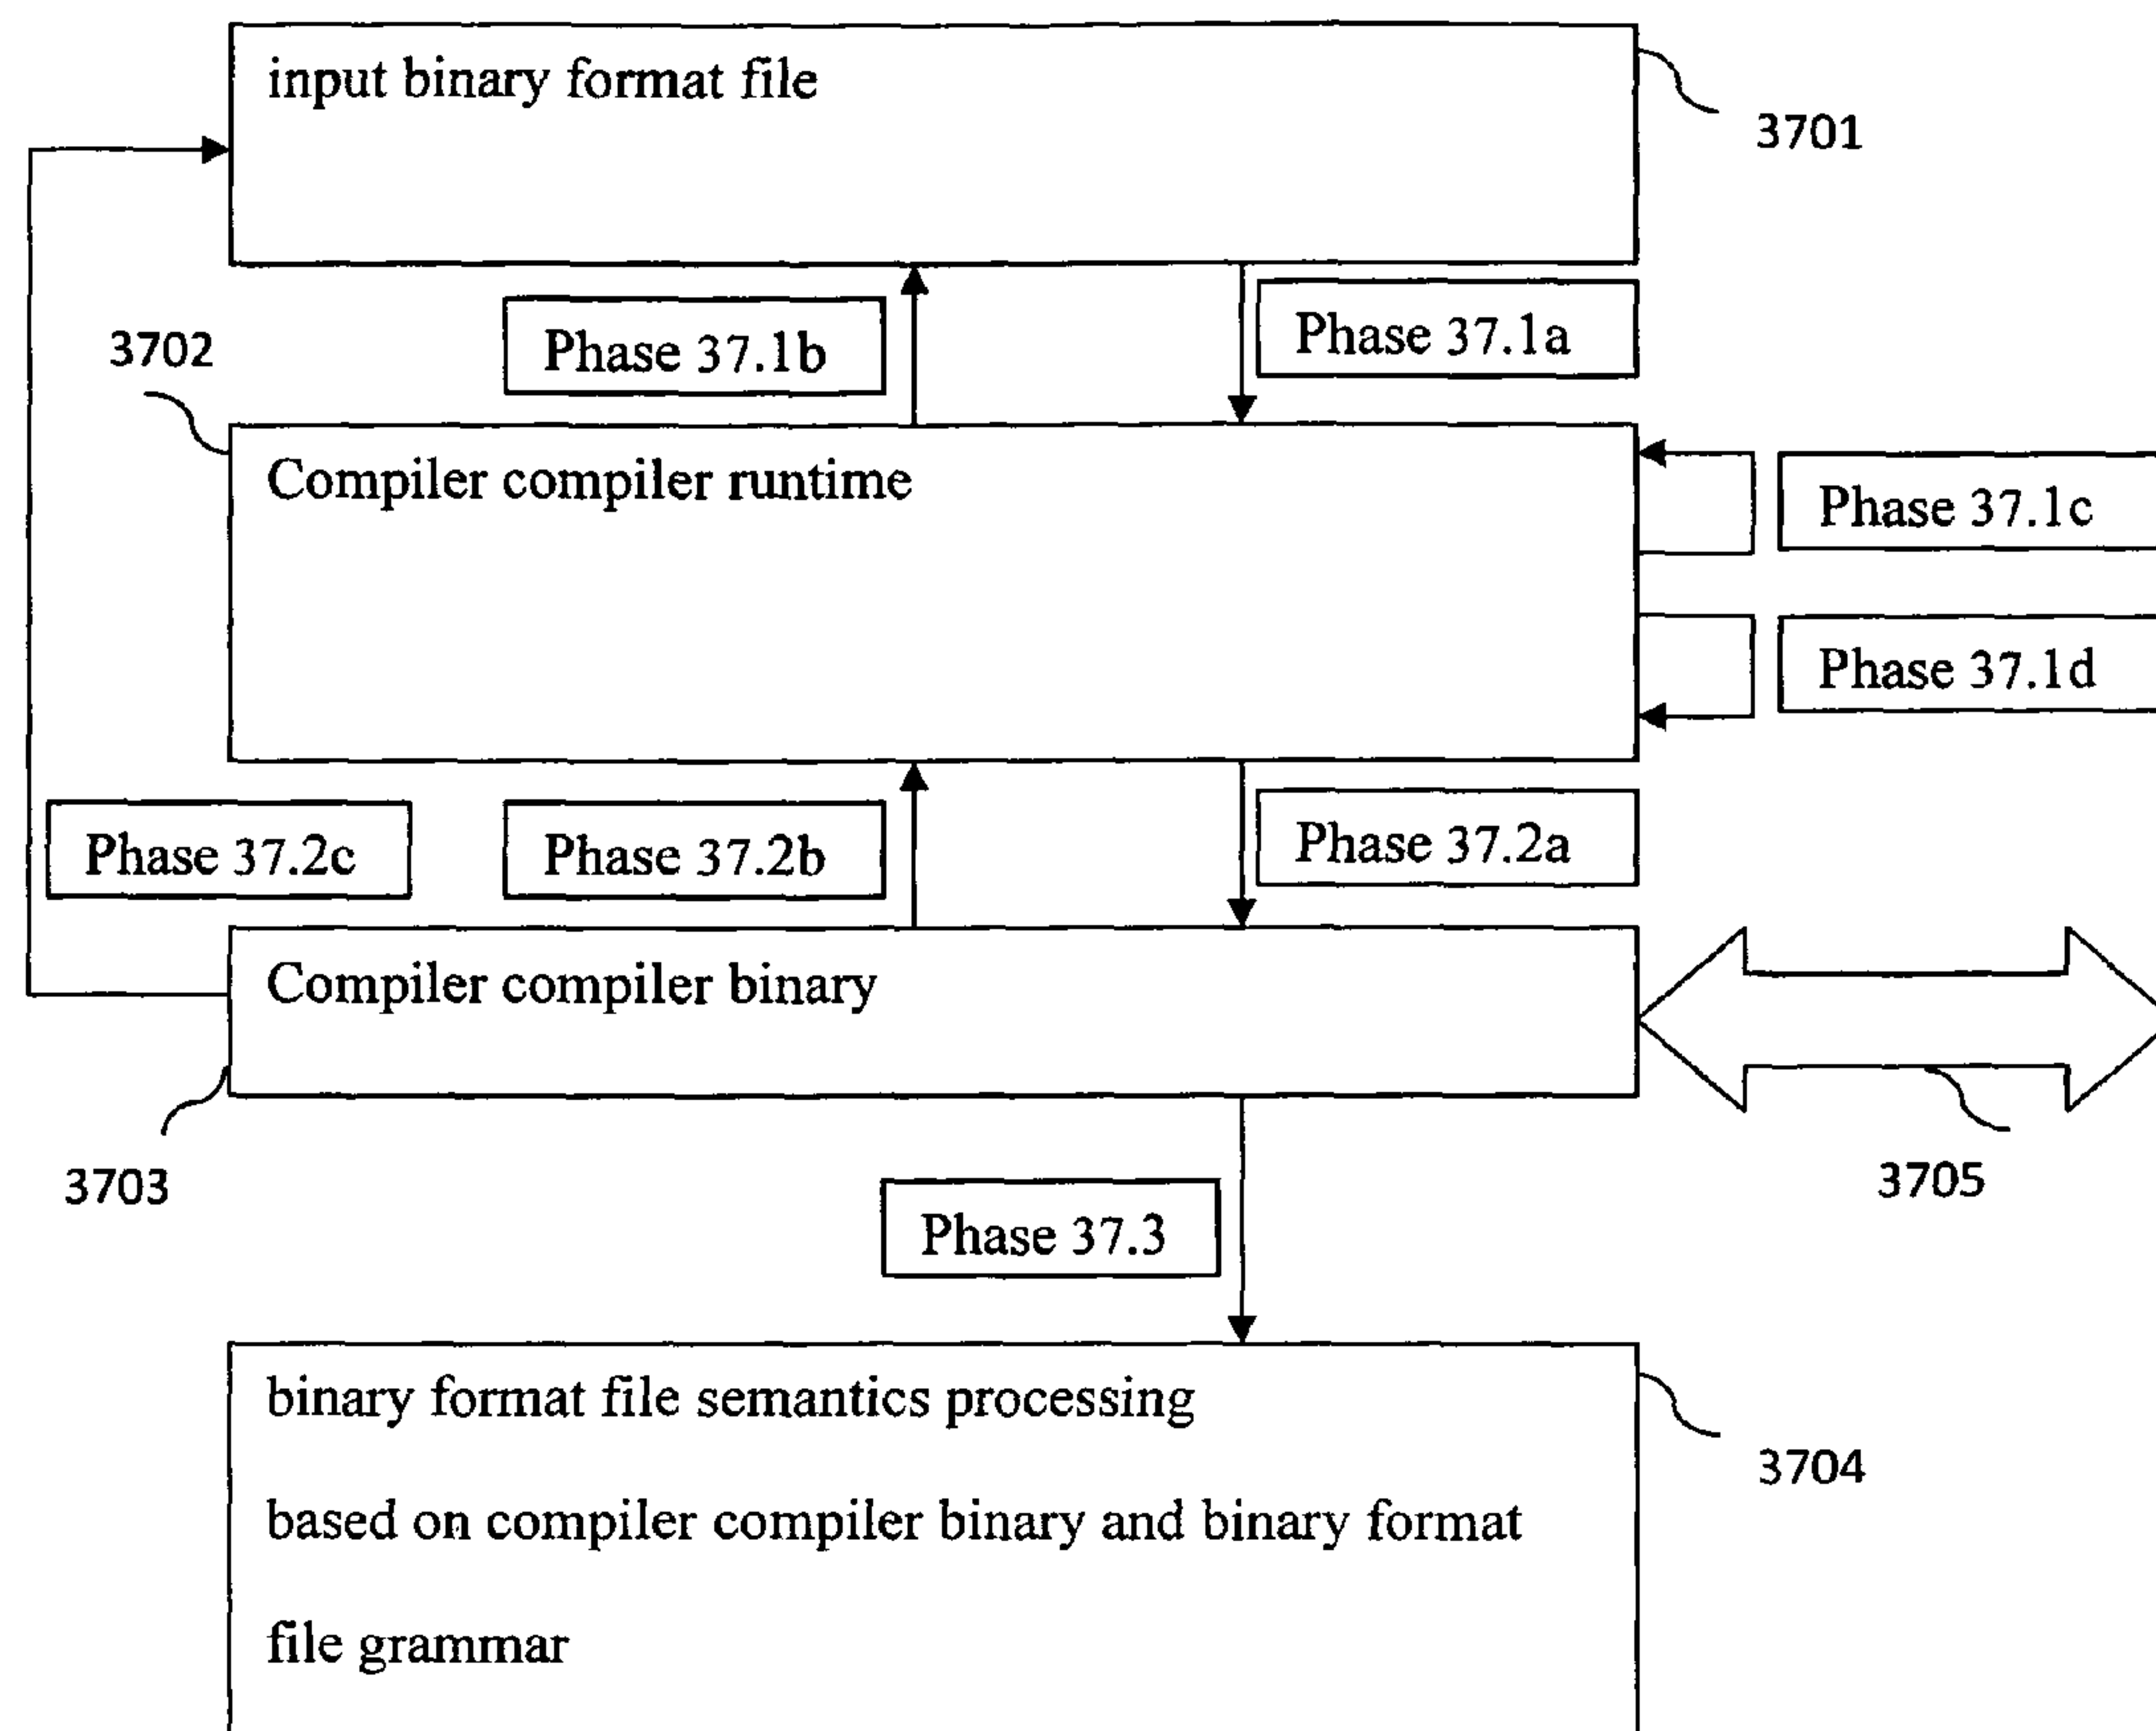 input binary format file
3701
Phase 37.1b
Phase 37.1a
3702
Compiler compiler runtime
Phase 37.1c
Phase 37.1d
Phase 37.2c
Phase 37.2b
Phase 37.2a
Compiler compiler binary
3703
3705
Phase 37.3
binary format file semantics processing
3704
based on compiler compiler binary and binary format
file grammar